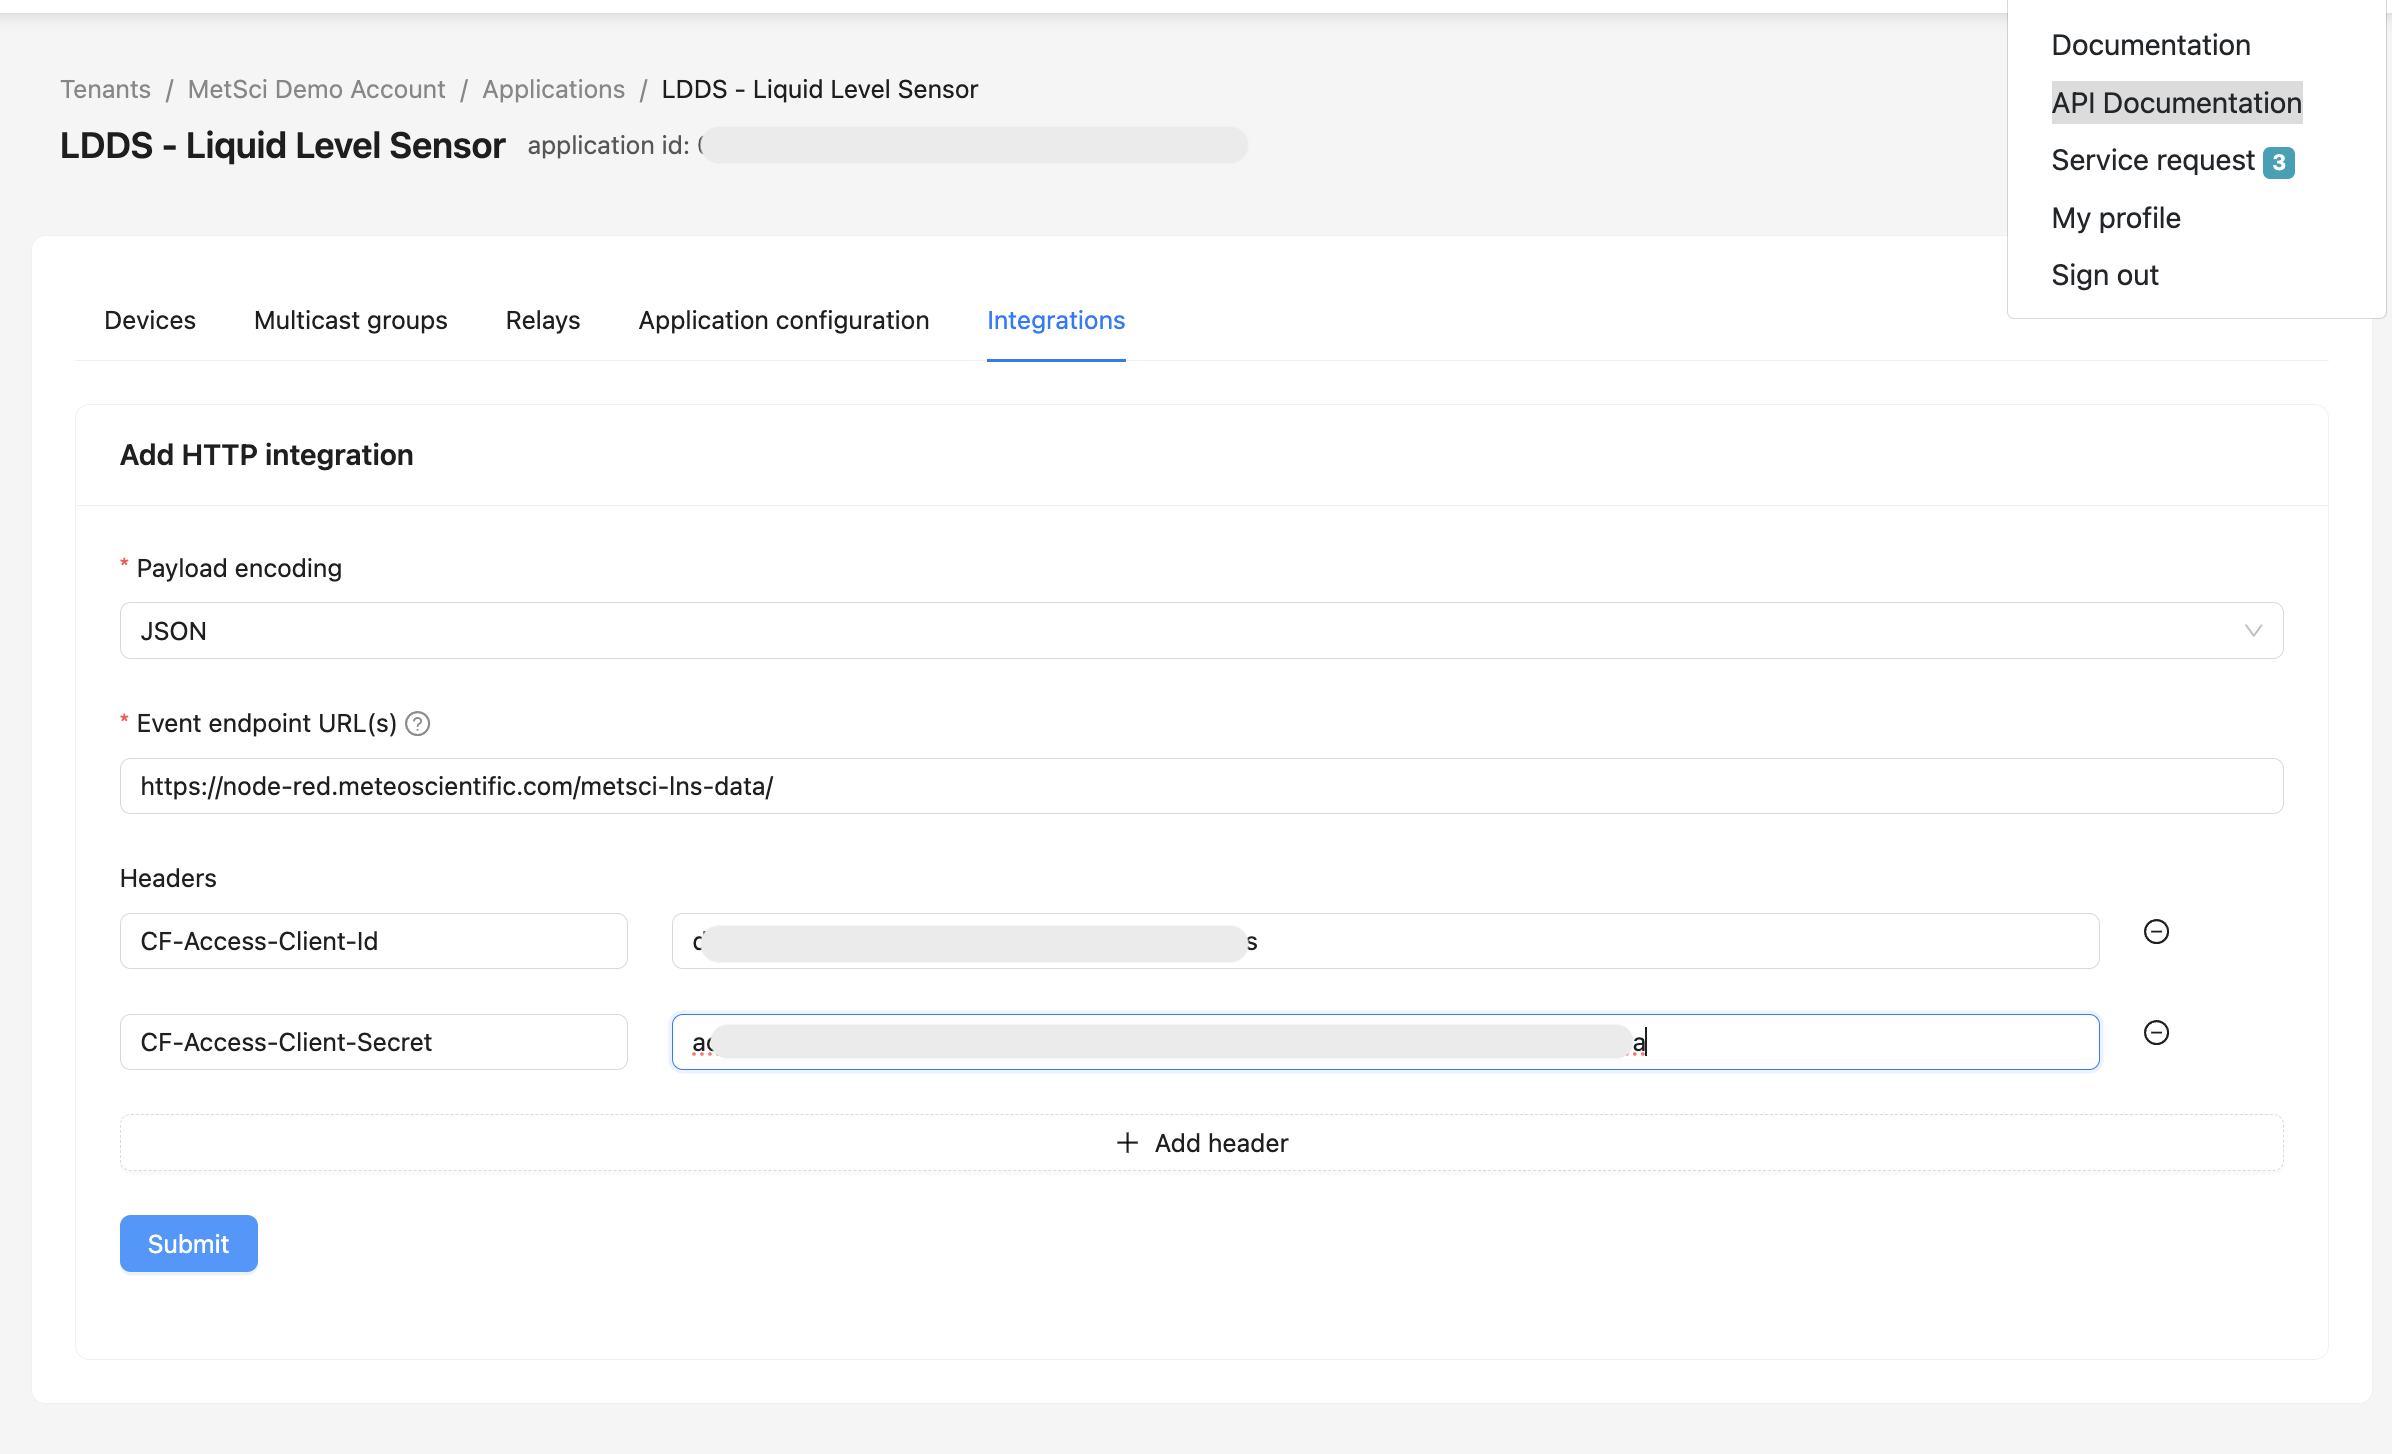 Documentation
API Documentation
Service request 3
My profile
Sign out
Tenants / MetSci Demo Account / Applications / LDDS - Liquid Level Sensor
LDDS - Liquid Level Sensor application id:
Devices Multicast groups Relays Application configuration Integrations
Add HTTP integration
* Payload encoding
JSON
* Event endpoint URL(s) ?
https://node-red.meteoscientific.com/metsci-lns-data/
Headers
CF-Access-Client-Id
CF-Access-Client-Secret
+ Add header
Submit